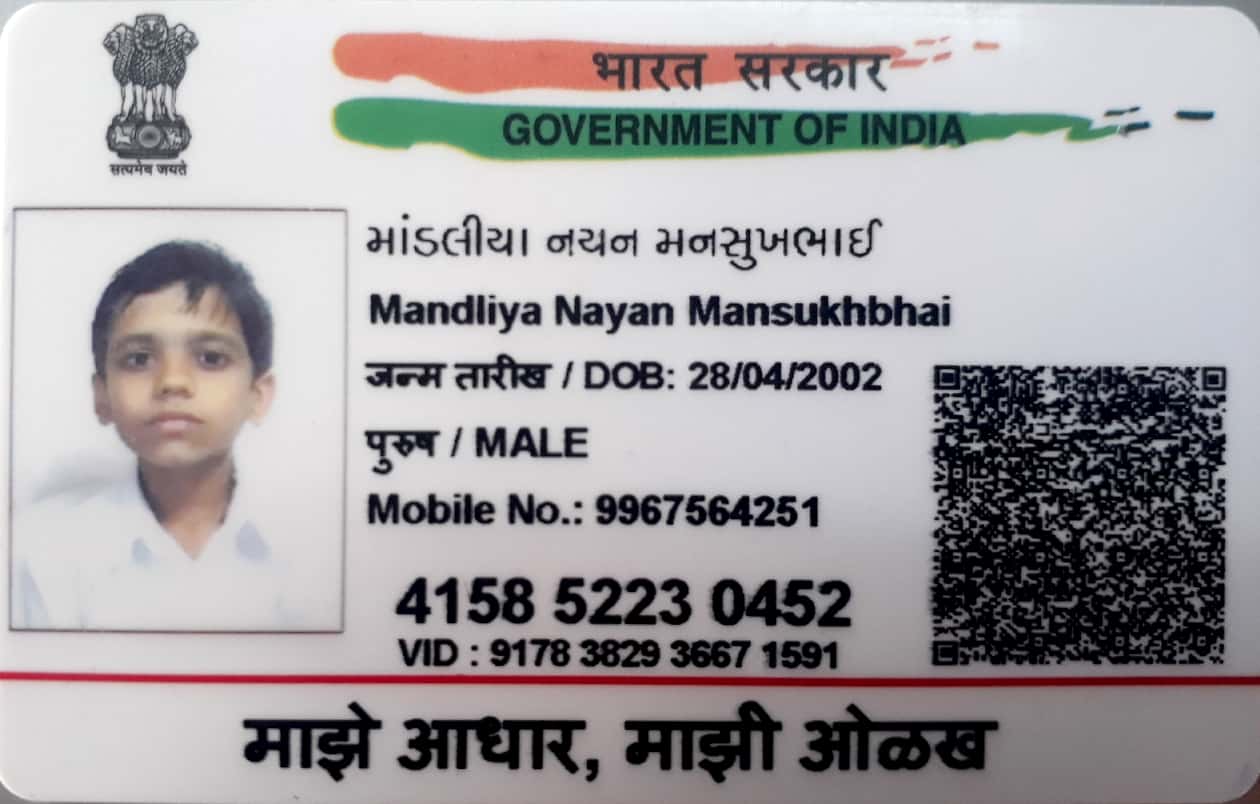 भारत सरकार
GOVERNMENT OF INDIA
सत्यमेव जयते
માંડલીયા નયન મનસુખભાઈ
Mandliya Nayan Mansukhbhai
जन्म तारीख / DOB: 28/04/2002
पुरुष / MALE
Mobile No.: 9967564251
4158 5223 0452
VID : 9178 3829 3667 1591
माझे आधार, माझी ओळख